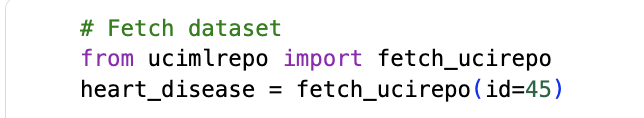 # Fetch dataset
from ucimlrepo import fetch_ucirepo
heart_disease = fetch_ucirepo(id=45)